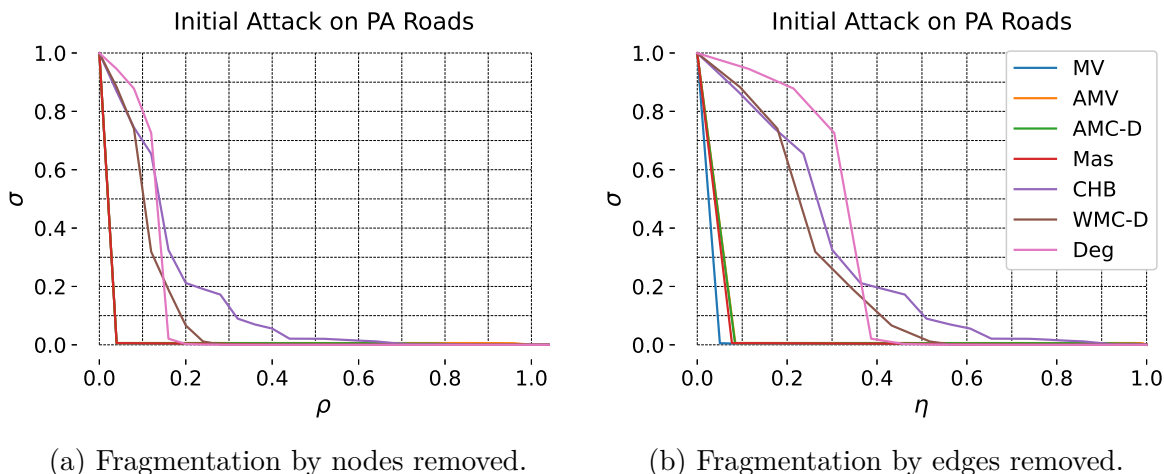 Initial Attack on PA Roads
1.0
0.8
0.6
0.4
0.2
0.0
σ
0.0 0.2 0.4 0.6 0.8 1.0
ρ
(a) Fragmentation by nodes removed.
Initial Attack on PA Roads
1.0
0.8
0.6
0.4
0.2
0.0
σ
0.0 0.2 0.4 0.6 0.8 1.0
η
MV
AMV
AMC-D
Mas
CHB
WMC-D
Deg
(b) Fragmentation by edges removed.